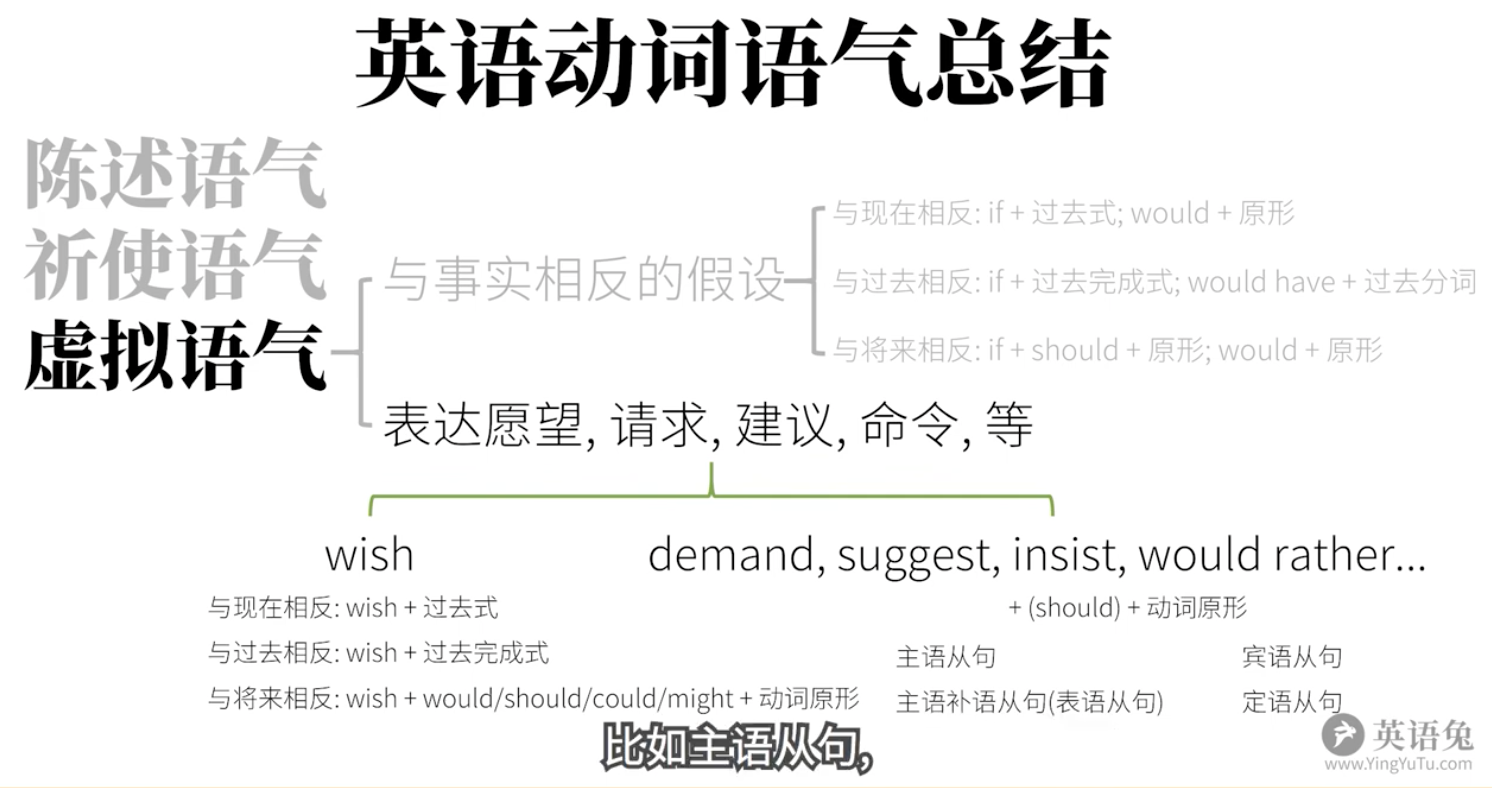 英语动词语气总结
陈述语气
祈使语气
虚拟语气
与事实相反的假设
与现在相反: if + 过去式; would + 原形
与过去相反: if + 过去完成式; would have + 过去分词
与将来相反: if + should + 原形; would + 原形
表达愿望, 请求, 建议, 命令, 等
wish
与现在相反: wish + 过去式
与过去相反: wish + 过去完成式
与将来相反: wish + would/should/could/might + 动词原形
demand, suggest, insist, would rather...
+ (should) + 动词原形
主语从句 宾语从句
主语补语从句(表语从句) 定语从句
比如主语从句,
英语兔
www.YingYuTu.com